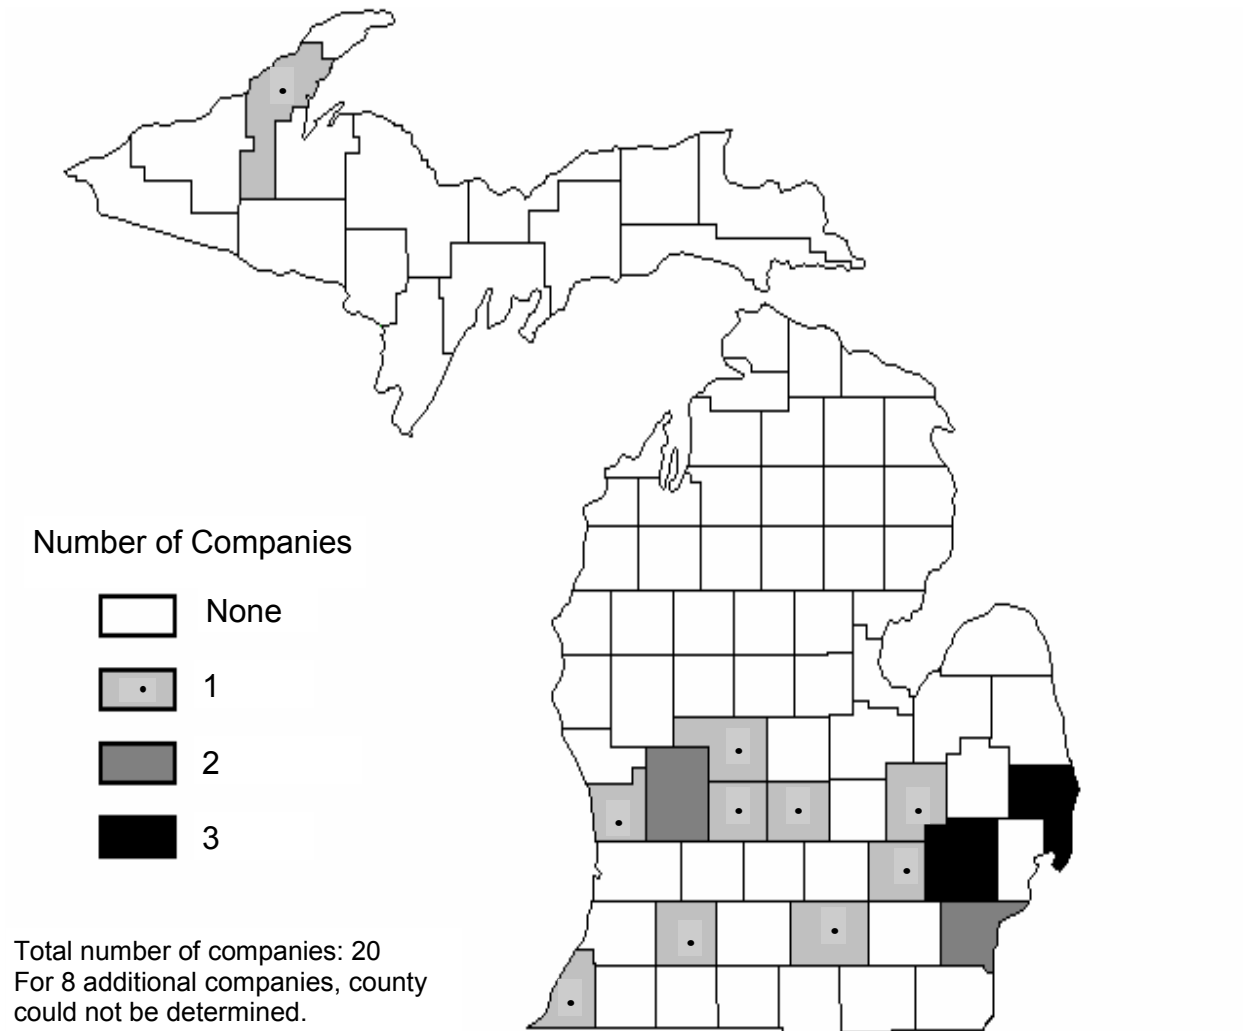 Number of Companies
None
1
2
3
Total number of companies: 20
For 8 additional companies, county
could not be determined.